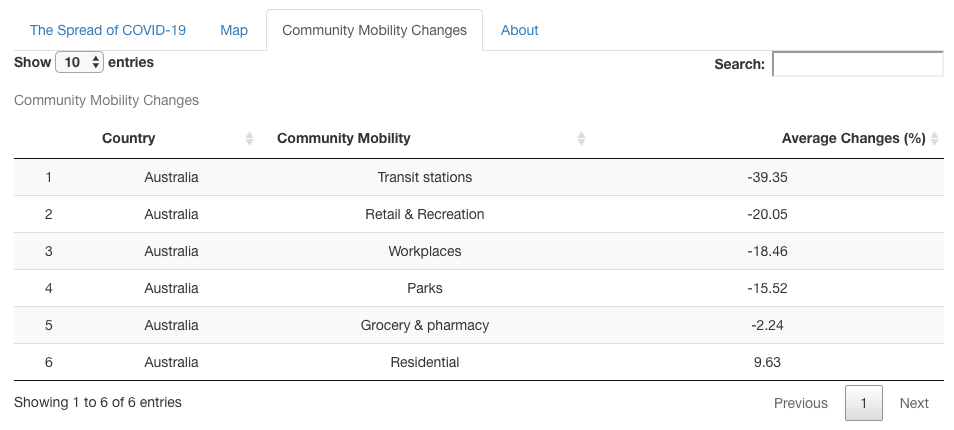 The Spread of COVID-19 Map Community Mobility Changes About
Show 10 entries Search:
Community Mobility Changes
Country Community Mobility Average Changes (%)
1 Australia Transit stations -39.35
2 Australia Retail & Recreation -20.05
3 Australia Workplaces -18.46
4 Australia Parks -15.52
5 Australia Grocery & pharmacy -2.24
6 Australia Residential 9.63
Showing 1 to 6 of 6 entries Previous 1 Next